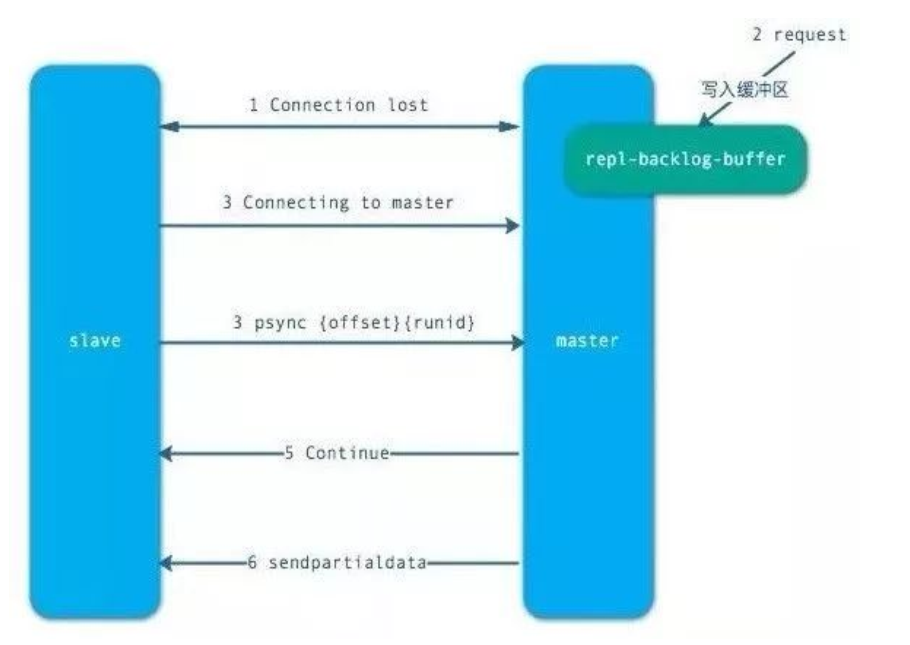 2 request
写入缓冲区
1 Connection lost
repl-backlog-buffer
3 Connecting to master
3 psync {offset}{runid}
slave
master
5 Continue
6 sendpartialdata